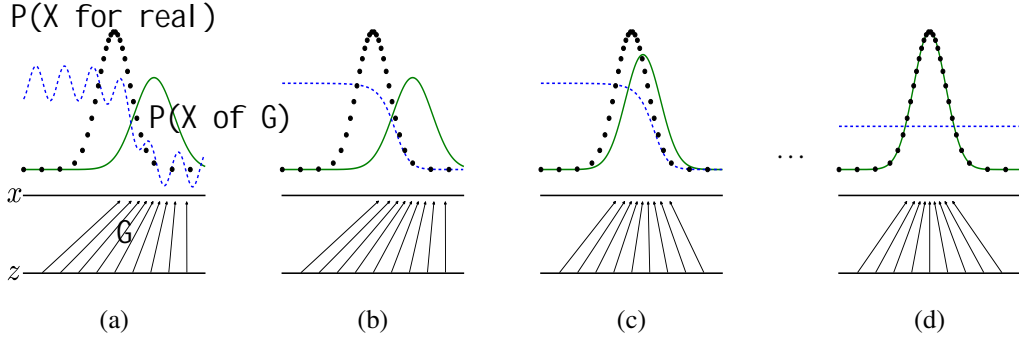 P(X for real)
P(X of G)
...
x
G
z
(a) (b) (c) (d)